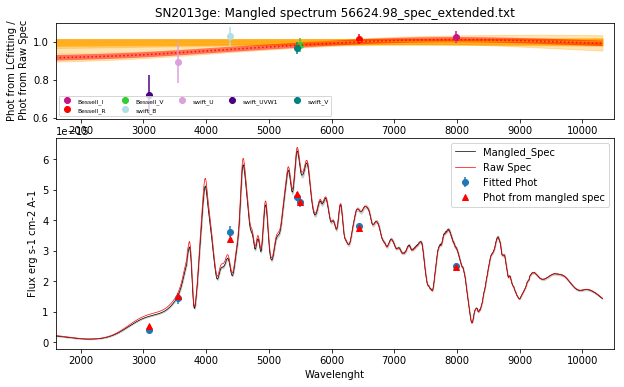 SN2013ge: Mangled spectrum 56624.98_spec_extended.txt
Phot from LCfitting /
Phot from Raw Spec
1.0
0.8
0.6
Bessell_I
Bessell_R
Bessell_V
swift_B
swift_U
swift_UVW1
swift_V
2000 3000 4000 5000 6000 7000 8000 9000 10000
Flux erg s-1 cm-2 A-1
6
5
4
3
2
1
0
Mangled_Spec
Raw Spec
Fitted Phot
Phot from mangled spec
2000 3000 4000 5000 6000 7000 8000 9000 10000
Wavelenght